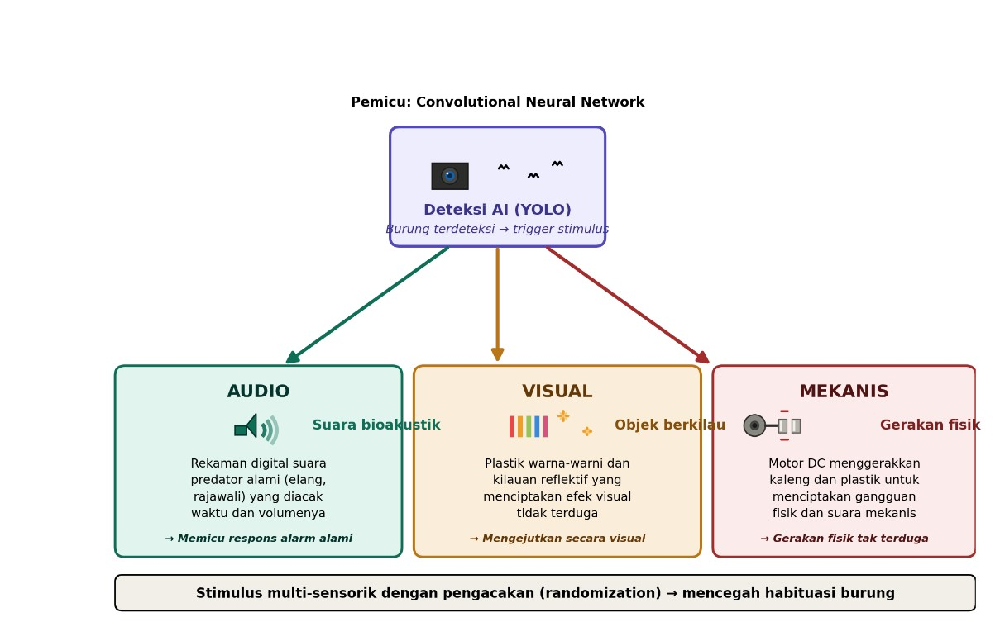 Pemicu: Convolutional Neural Network
Deteksi AI (YOLO)
Burung terdeteksi → trigger stimulus
AUDIO
Suara bioakustik
Rekaman digital suara
predator alami (elang,
rajawali) yang diacak
waktu dan volumenya
→ Memicu respons alarm alami
VISUAL
Objek berkilau
Plastik warna-warni dan
kilauan reflektif yang
menciptakan efek visual
tidak terduga
→ Mengejutkan secara visual
MEKANIS
Gerakan fisik
Motor DC menggerakkan
kaleng dan plastik untuk
menciptakan gangguan
fisik dan suara mekanis
→ Gerakan fisik tak terduga
Stimulus multi-sensorik dengan pengacakan (randomization) → mencegah habituasi burung